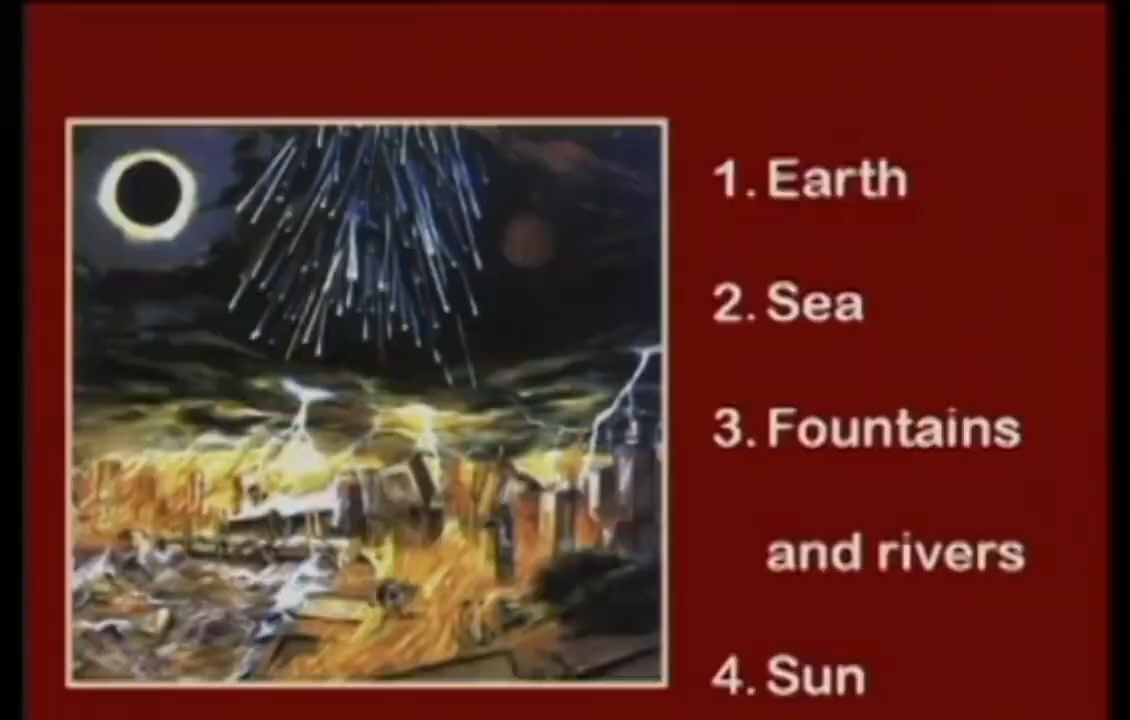 1. Earth
2. Sea
3. Fountains
and rivers
4. Sun